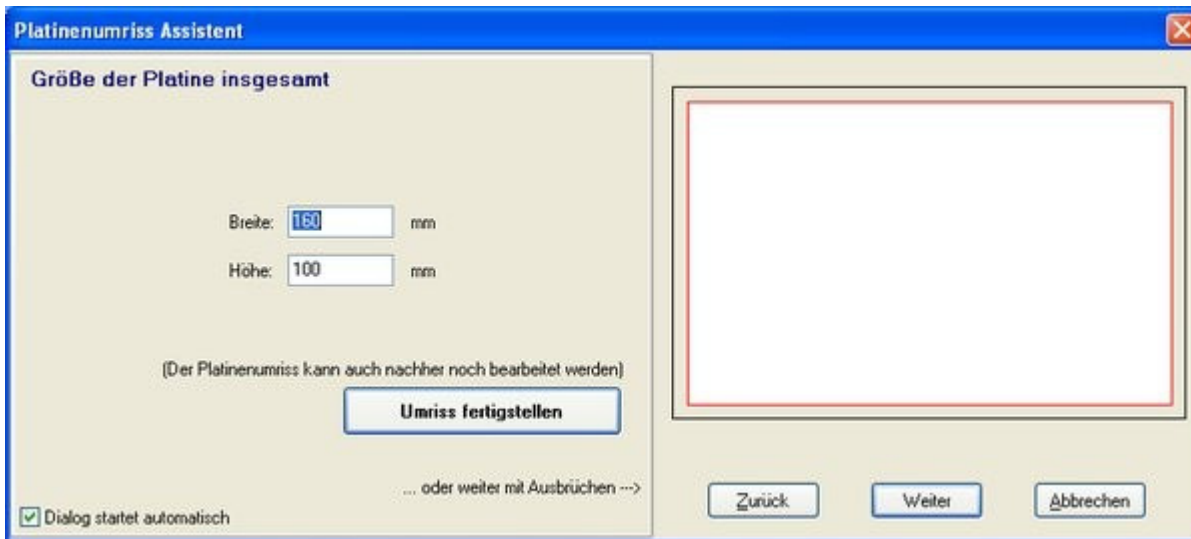 Platinenumriss Assistent
Größe der Platine insgesamt
Breite: 160 mm
Höhe: 100 mm
(Der Platinenumriss kann auch nachher noch bearbeitet werden)
Umriss fertigstellen
... oder weiter mit Ausbrüchen --->
Dialog startet automatisch
Zurück Weiter Abbrechen